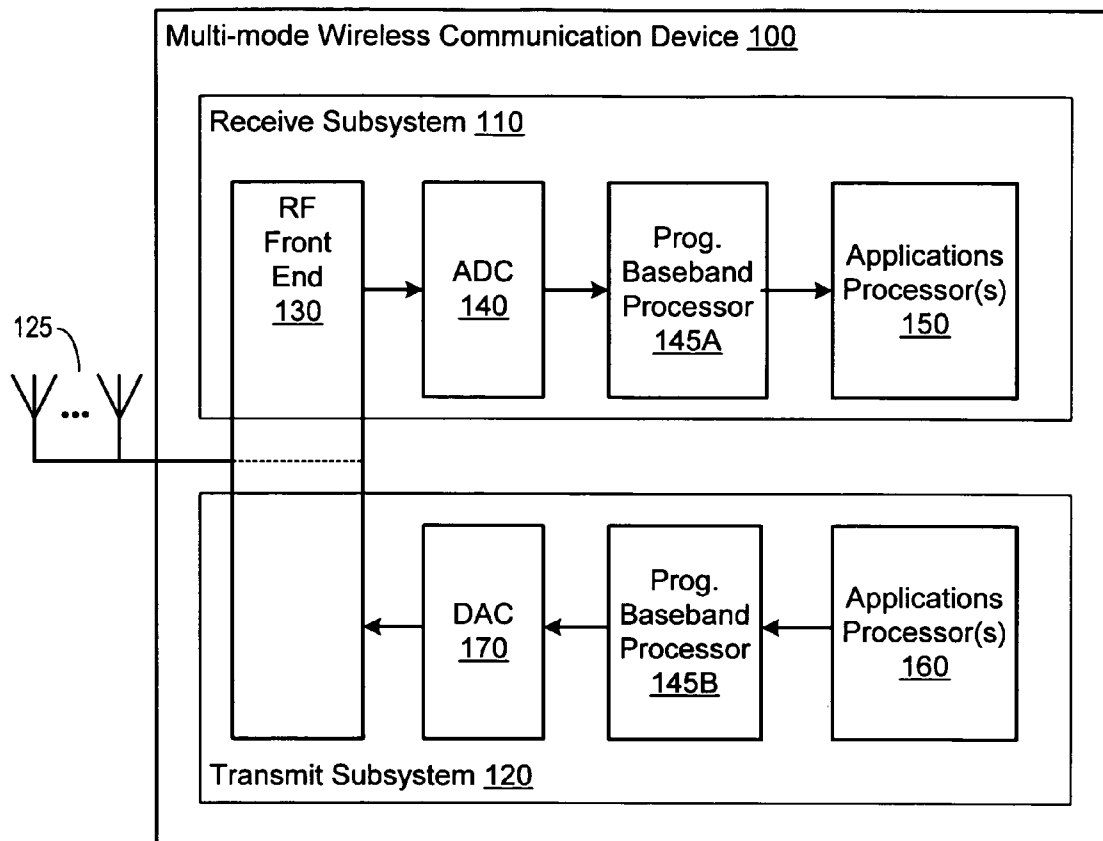 Multi-mode Wireless Communication Device 100
Receive Subsystem 110
RF
Front
End
130
ADC
140
Prog.
Baseband
Processor
145A
Applications
Processor(s)
150
125
DAC
170
Prog.
Baseband
Processor
145B
Applications
Processor(s)
160
Transmit Subsystem 120